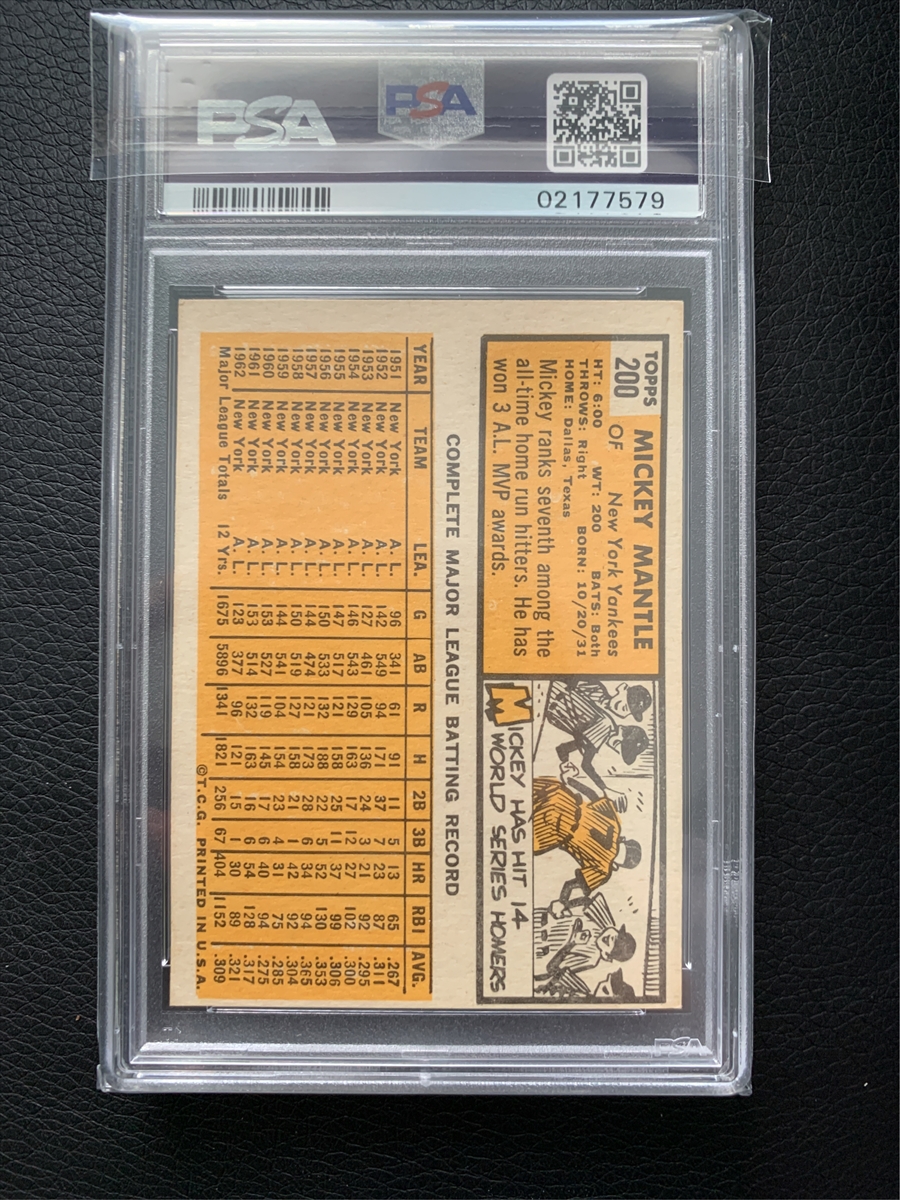 PSA
PSA
02177579
TOPPS
200
MICKEY MANTLE
OF New York Yankees
HT: 6:00 WT: 200 BATS: Both
THROWS: Right BORN: 10/20/31
HOME: Dallas, Texas
Mickey ranks seventh among the
all-time home run hitters. He has
won 3 A.L. MVP awards.
7
MICKEY HAS HIT 14
WORLD SERIES HOMERS
COMPLETE MAJOR LEAGUE BATTING RECORD
YEAR TEAM LEA. G AB R H 2B 3B HR RBI AVG.
1951 New York A. L. 96 341 61 91 11 5 13 65 .267
1952 New York A. L. 142 549 94 171 37 7 23 87 .311
1953 New York A. L. 127 461 105 136 24 3 21 92 .295
1954 New York A. L. 146 543 129 163 17 12 27 102 .300
1955 New York A. L. 147 517 121 158 25 11 37 99 .306
1956 New York A. L. 150 533 132 188 22 5 52 130 .353
1957 New York A. L. 144 474 121 173 28 6 34 94 .365
1958 New York A. L. 150 519 127 158 21 1 42 97 .304
1959 New York A. L. 144 541 104 154 23 4 31 75 .285
1960 New York A. L. 153 527 119 145 17 6 40 94 .275
1961 New York A. L. 153 514 132 163 16 6 54 128 .317
1962 New York A. L. 123 377 96 121 15 1 30 89 .321
Major League Totals 12 Yrs. 1675 5896 1341 1821 256 67 404 1152 .309
©T.C.G. PRINTED IN U.S.A.
PSA